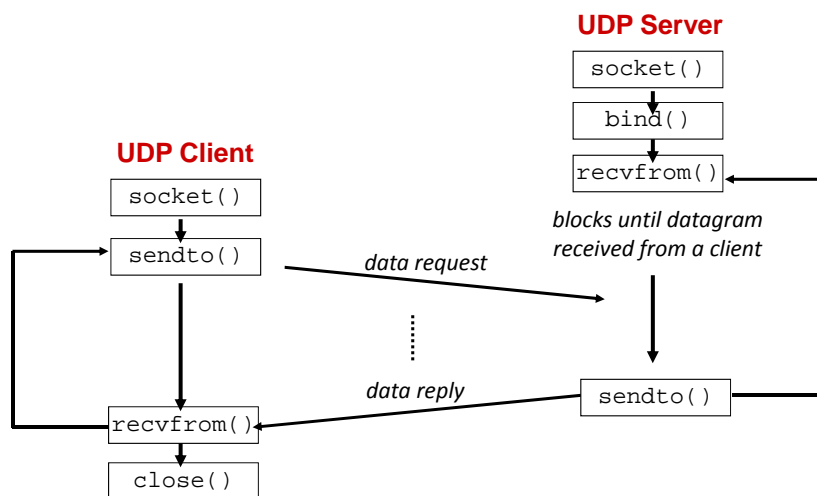 UDP Server
socket()
bind()
recvfrom()
blocks until datagram
received from a client
sendto()
UDP Client
socket()
sendto()
data request
data reply
recvfrom()
close()